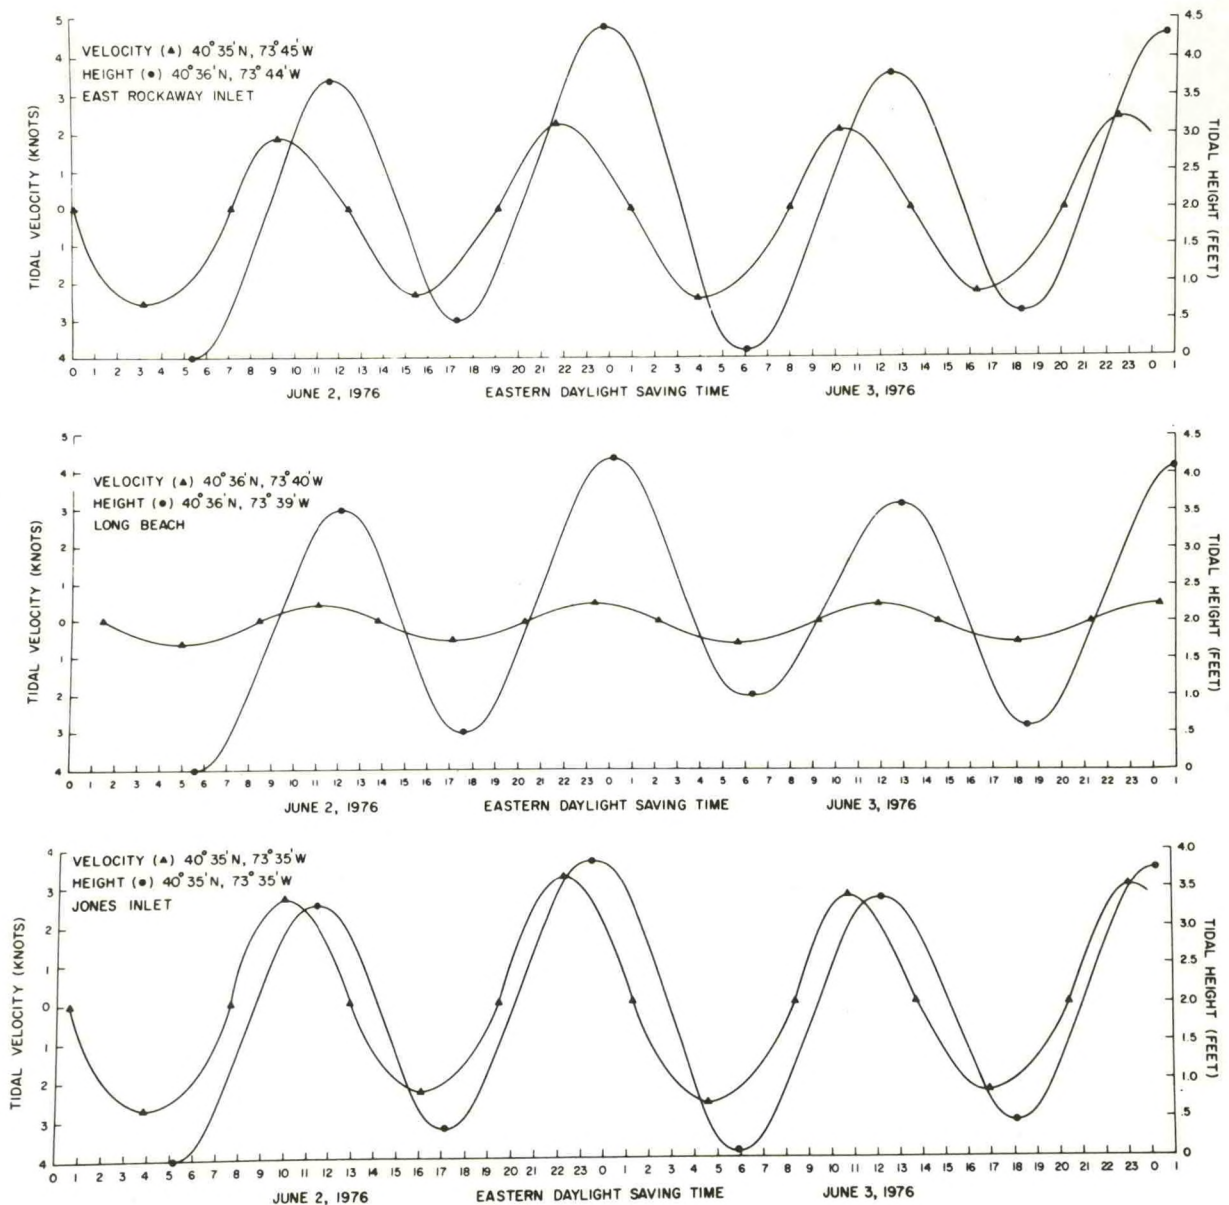 VELOCITY (▲) 40°35'N, 73°45'W
HEIGHT (●) 40°36'N, 73°44'W
EAST ROCKAWAY INLET
TIDAL VELOCITY (KNOTS)
5
4
3
2
1
0
1
2
3
4
TIDAL HEIGHT (FEET)
4.5
4.0
3.5
3.0
2.5
2.0
1.5
1.0
.5
0
0 1 2 3 4 5 6 7 8 9 10 11 12 13 14 15 16 17 18 19 20 21 22 23 0 1 2 3 4 5 6 7 8 9 10 11 12 13 14 15 16 17 18 19 20 21 22 23 0 1
JUNE 2, 1976 EASTERN DAYLIGHT SAVING TIME JUNE 3, 1976
VELOCITY (▲) 40°36'N, 73°40'W
HEIGHT (●) 40°36'N, 73°39'W
LONG BEACH
TIDAL VELOCITY (KNOTS)
5
4
3
2
1
0
1
2
3
4
TIDAL HEIGHT (FEET)
4.5
4.0
3.5
3.0
2.5
2.0
1.5
1.0
.5
0
0 1 2 3 4 5 6 7 8 9 10 11 12 13 14 15 16 17 18 19 20 21 22 23 0 1 2 3 4 5 6 7 8 9 10 11 12 13 14 15 16 17 18 19 20 21 22 23 0 1
JUNE 2, 1976 EASTERN DAYLIGHT SAVING TIME JUNE 3, 1976
VELOCITY (▲) 40°35'N, 73°35'W
HEIGHT (●) 40°35'N, 73°35'W
JONES INLET
TIDAL VELOCITY (KNOTS)
4
3
2
1
0
1
2
3
4
TIDAL HEIGHT (FEET)
4.0
3.5
3.0
2.5
2.0
1.5
1.0
.5
0
0 1 2 3 4 5 6 7 8 9 10 11 12 13 14 15 16 17 18 19 20 21 22 23 0 1 2 3 4 5 6 7 8 9 10 11 12 13 14 15 16 17 18 19 20 21 22 23 0 1
JUNE 2, 1976 EASTERN DAYLIGHT SAVING TIME JUNE 3, 1976